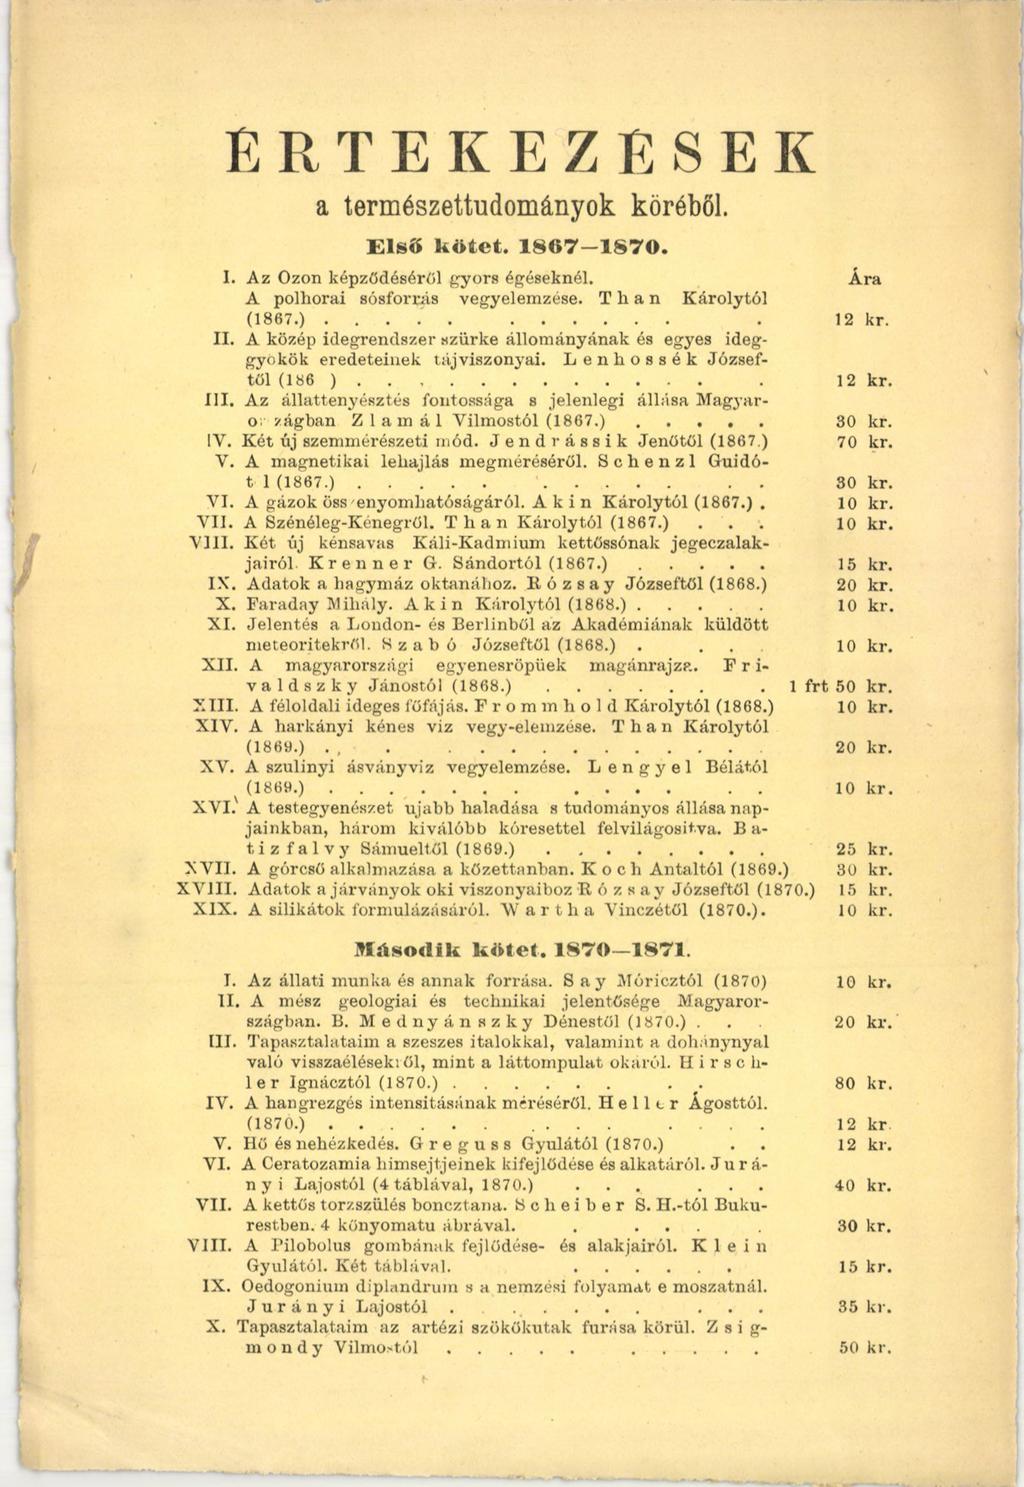 ÉRTEKEZÉSEK
a természettudományok köréből.
Első kötet. 1867—1870.
I. Az Ozon képződéséről gyors égéseknél. Ára
A polhorai sósforrás vegyelemzése. Than Károlytól
(1867.) . . . . . . . . . . . . 12 kr.
II. A közép idegrendszer szürke állományának és egyes ideg-
gyökök eredeteinek tájviszonyai. Lenhossék József-
től (186 ) . . . . . . . . . . . . 12 kr.
III. Az állattenyésztés fontossága s jelenlegi állása Magyar-
országban Zlamál Vilmostól (1867.) . . . . . 30 kr.
IV. Két új szemmérészeti mód. Jendrássik Jenőtől (1867.) 70 kr.
V. A magnetikai lehajlás megméréséről. Schenzl Guidó-
t l (1867.) . . . . . . . . . . . . 30 kr.
VI. A gázok össenyomhatóságáról. Akin Károlytól (1867.) . 10 kr.
VII. A Szénéleg-Kénegről. Than Károlytól (1867.) . . . 10 kr.
VIII. Két új kénsavas Káli-Kadmium kettőssónak jegeczalak-
jairól. Krenner G. Sándortól (1867.) . . . . . 15 kr.
IX. Adatok a hagymáz oktanához. Rózsay Józseftől (1868.) 20 kr.
X. Faraday Mihály. Akin Károlytól (1868.) . . . . . 10 kr.
XI. Jelentés a London- és Berlinből az Akadémiának küldött
meteoritekről. Szabó Józseftől (1868.) . . . . 10 kr.
XII. A magyarországi egyenesröpüek magánrajza. Fri-
valdszky Jánostól (1868.) . . . . . . . 1 frt 50 kr.
XIII. A féloldali ideges főfájás. Frommhold Károlytól (1868.) 10 kr.
XIV. A harkányi kénes viz vegy-elemzése. Than Károlytól
(1869.) . . . . . . . . . . . . 20 kr.
XV. A szulinyi ásványviz vegyelemzése. Lengyel Bélától
(1869.) . . . . . . . . . . . . 10 kr.
XVI. A testegyenészet ujabb haladása s tudományos állása nap-
jainkban, három kiválóbb kóresettel felvilágositva. Ba-
tizfalvy Sámueltől (1869.) . . . . . . . . 25 kr.
XVII. A górcső alkalmazása a kőzettanban. Koch Antaltól (1869.) 30 kr.
XVIII. Adatok a járványok oki viszonyaiboz Rózsay Józseftől (1870.) 15 kr.
XIX. A silikátok formulázásáról. Wartha Vinczétől (1870.). 10 kr.
Második kötet. 1870—1871.
I. Az állati munka és annak forrása. Say Móricztól (1870) 10 kr.
II. A mész geologiai és technikai jelentősége Magyaror-
szágban. B. Mednyánszky Dénestől (1870.) . . . 20 kr.
III. Tapasztalataim a szeszes italokkal, valamint a dohánynyal
való visszaélésekről, mint a láttompulat okáról. Hirsch-
ler Ignácztól (1870.) . . . . . . . . 80 kr.
IV. A hangrezgés intensitásának méréséről. Heller Ágosttól.
(1870.) . . . . . . . . . . . . 12 kr.
V. Hő és nehézkedés. Greguss Gyulától (1870.) . . 12 kr.
VI. A Ceratozamia himsejtjeinek kifejlődése és alkatáról. Jurá-
nyi Lajostól (4 táblával, 1870.) . . . . . . 40 kr.
VII. A kettős torzszülés boncztana. Scheiber S. H.-tól Buku-
restben. 4 kőnyomatu ábrával. . . . . . 30 kr.
VIII. A Pilobolus gombának fejlődése- és alakjairól. Klein
Gyulától. Két táblával. . . . . . . 15 kr.
IX. Oedogonium diplandrum s a nemzési folyamat e moszatnál.
Jurányi Lajostól . . . . . . . . . . 35 kr.
X. Tapasztalataim az artézi szökőkutak furása körül. Zsig-
mondy Vilmostól . . . . . . . . . . 50 kr.